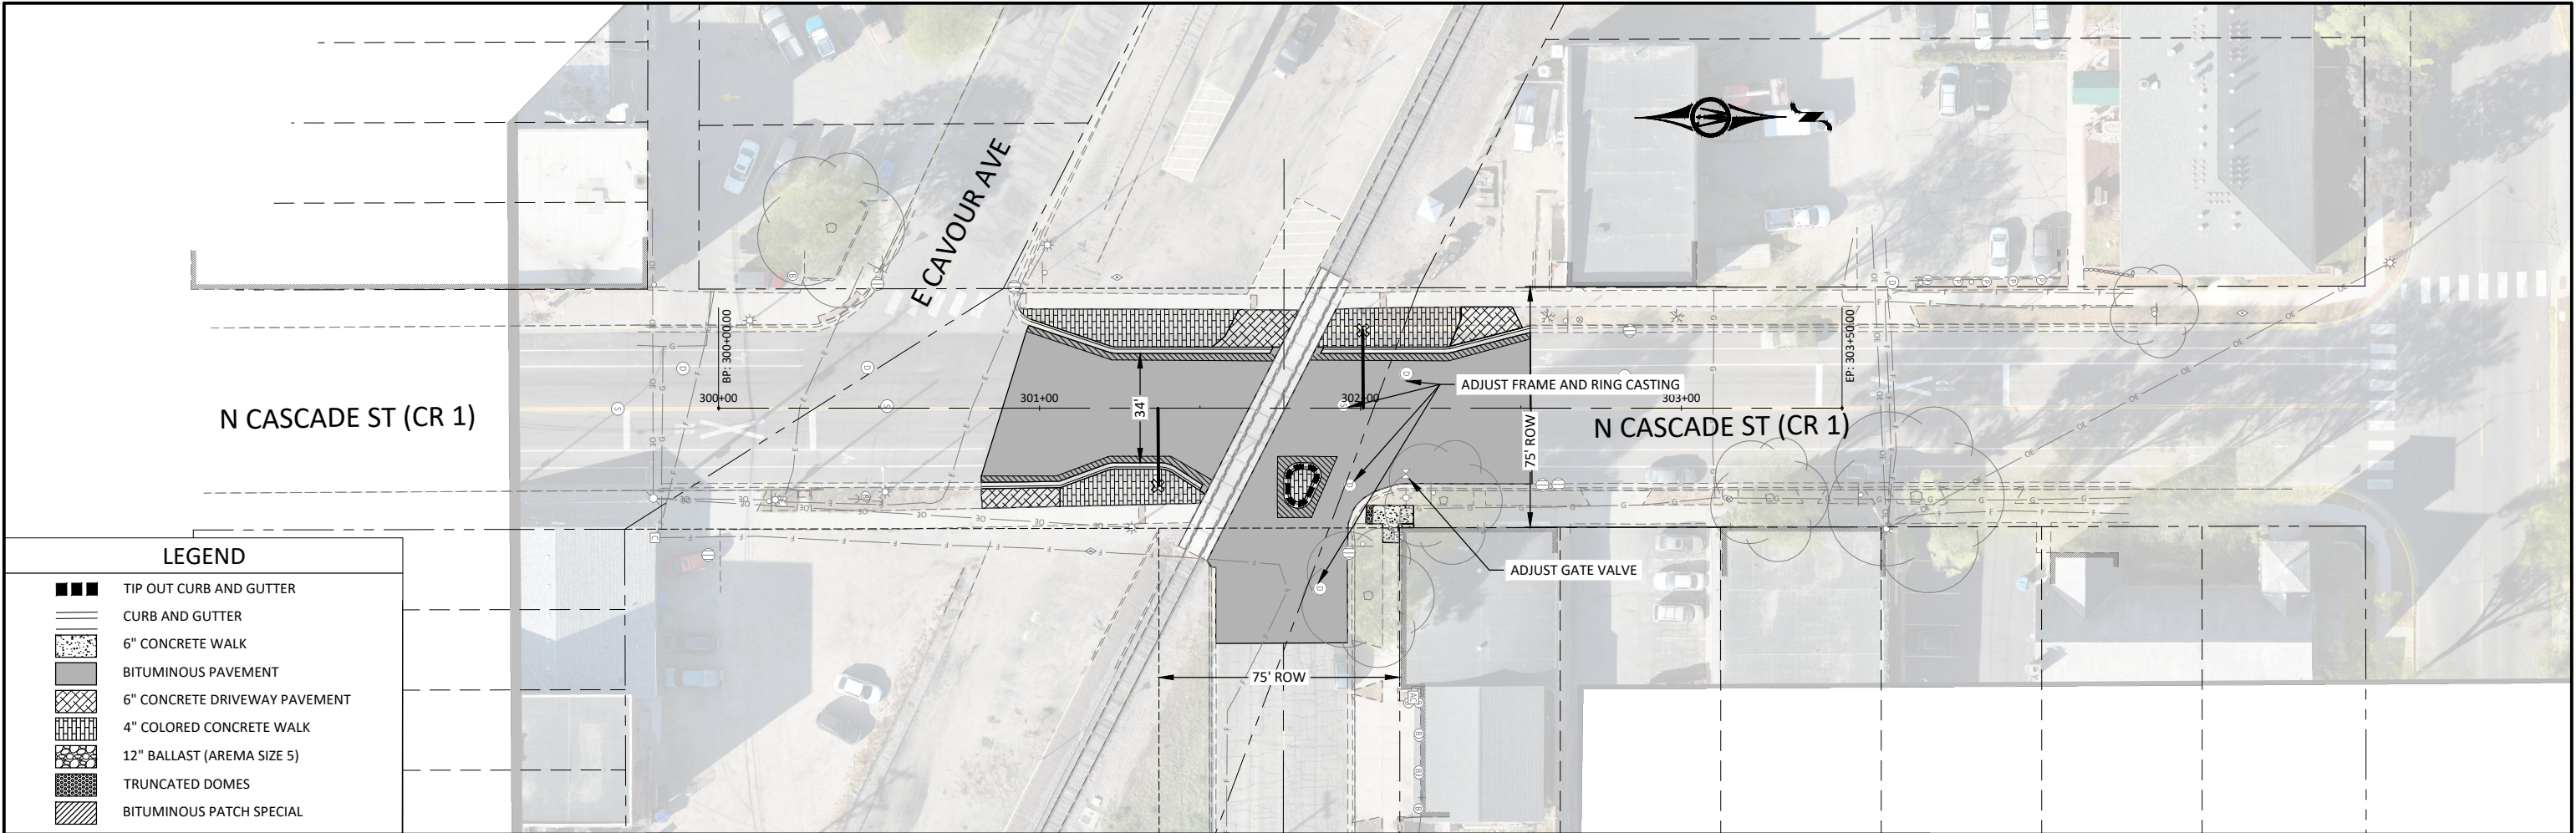 E CAVOUR AVE
N CASCADE ST (CR 1)
BP: 300+00.00
300+00
301+00
34'
302+00
ADJUST FRAME AND RING CASTING
303+00
EP: 303+50.00
N CASCADE ST (CR 1)
75' ROW
ADJUST GATE VALVE
75' ROW
LEGEND
TIP OUT CURB AND GUTTER
CURB AND GUTTER
6" CONCRETE WALK
BITUMINOUS PAVEMENT
6" CONCRETE DRIVEWAY PAVEMENT
4" COLORED CONCRETE WALK
12" BALLAST (AREMA SIZE 5)
TRUNCATED DOMES
BITUMINOUS PATCH SPECIAL